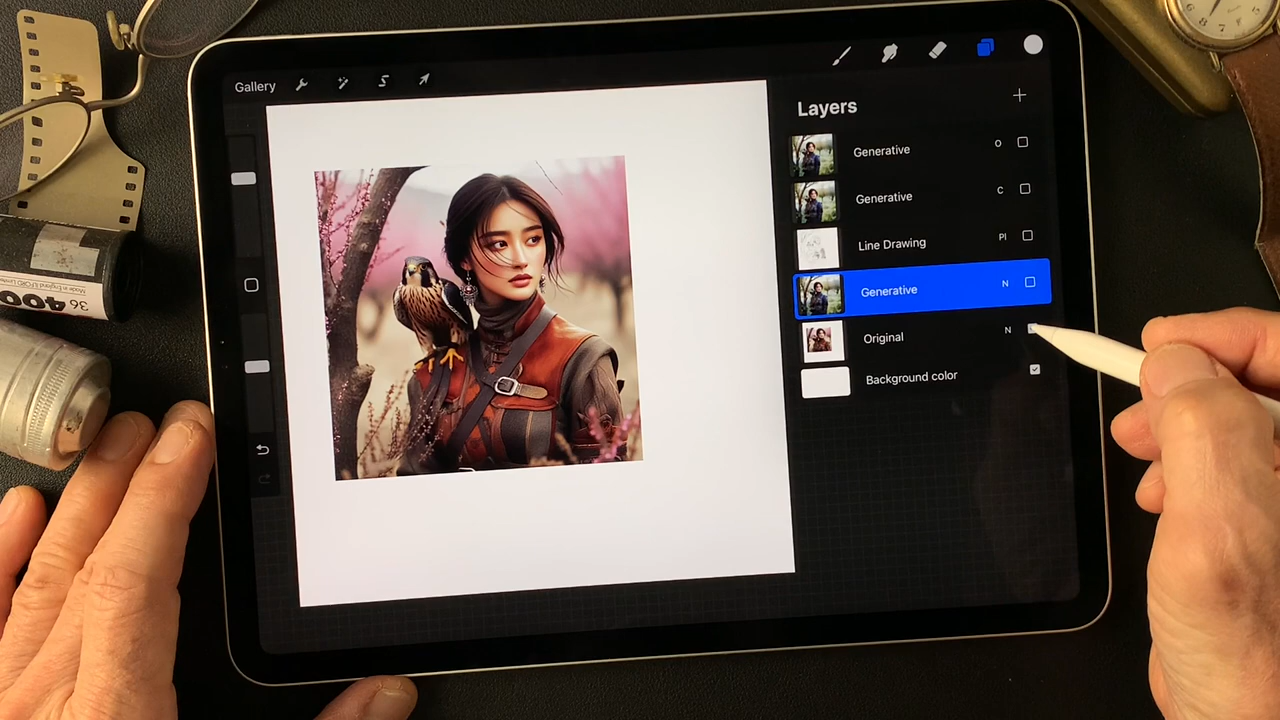 Gallery
Layers
Generative O
Generative C
Line Drawing Pl
Generative N
Original N
Background color
36 400